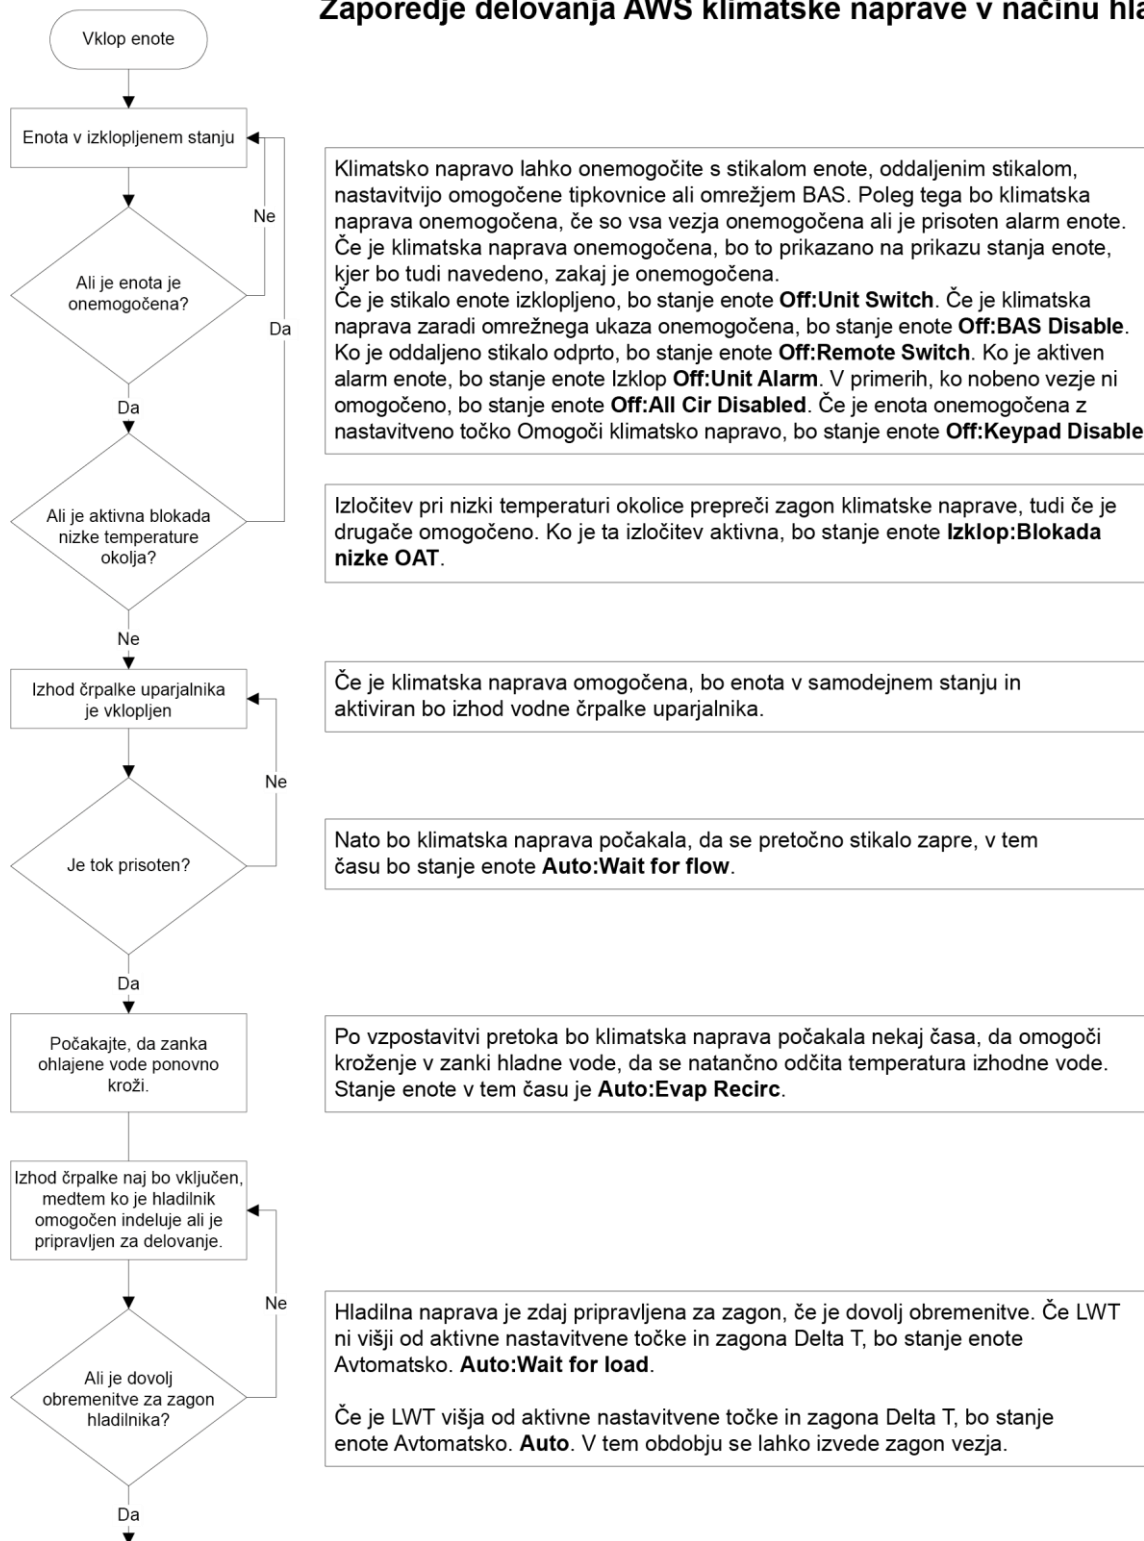 Zaporedje delovanja AWS klimatske naprave v načinu hla
Vklop enote
Enota v izklopljenem stanju
Klimatsko napravo lahko onemogočite s stikalom enote, oddaljenim stikalom,
nastavitvijo omogočene tipkovnice ali omrežjem BAS. Poleg tega bo klimatska
naprava onemogočena, če so vsa vezja onemogočena ali je prisoten alarm enote.
Če je klimatska naprava onemogočena, bo to prikazano na prikazu stanja enote,
kjer bo tudi navedeno, zakaj je onemogočena.
Če je stikalo enote izklopljeno, bo stanje enote Off:Unit Switch. Če je klimatska
naprava zaradi omrežnega ukaza onemogočena, bo stanje enote Off:BAS Disable.
Ko je oddaljeno stikalo odprto, bo stanje enote Off:Remote Switch. Ko je aktiven
alarm enote, bo stanje enote Izklop Off:Unit Alarm. V primerih, ko nobeno vezje ni
omogočeno, bo stanje enote Off:All Cir Disabled. Če je enota onemogočena z
nastavitveno točko Omogoči klimatsko napravo, bo stanje enote Off:Keypad Disable
Ne
Ali je enota je
onemogočena?
Da
Da
Ali je aktivna blokada
nizke temperature
okolja?
Izločitev pri nizki temperaturi okolice prepreči zagon klimatske naprave, tudi če je
drugače omogočeno. Ko je ta izločitev aktivna, bo stanje enote Izklop:Blokada
nizke OAT.
Ne
Izhod črpalke uparjalnika
je vklopljen
Če je klimatska naprava omogočena, bo enota v samodejnem stanju in
aktiviran bo izhod vodne črpalke uparjalnika.
Ne
Je tok prisoten?
Nato bo klimatska naprava počakala, da se pretočno stikalo zapre, v tem
času bo stanje enote Auto:Wait for flow.
Da
Počakajte, da zanka
ohlajene vode ponovno
kroži.
Po vzpostavitvi pretoka bo klimatska naprava počakala nekaj časa, da omogoči
kroženje v zanki hladne vode, da se natančno odčita temperatura izhodne vode.
Stanje enote v tem času je Auto:Evap Recirc.
Izhod črpalke naj bo vključen,
medtem ko je hladilnik
omogočen indeluje ali je
pripravljen za delovanje.
Ne
Ali je dovolj
obremenitve za zagon
hladilnika?
Hladilna naprava je zdaj pripravljena za zagon, če je dovolj obremenitve. Če LWT
ni višji od aktivne nastavitvene točke in zagona Delta T, bo stanje enote
Avtomatsko. Auto:Wait for load.
Če je LWT višja od aktivne nastavitvene točke in zagona Delta T, bo stanje
enote Avtomatsko. Auto. V tem obdobju se lahko izvede zagon vezja.
Da